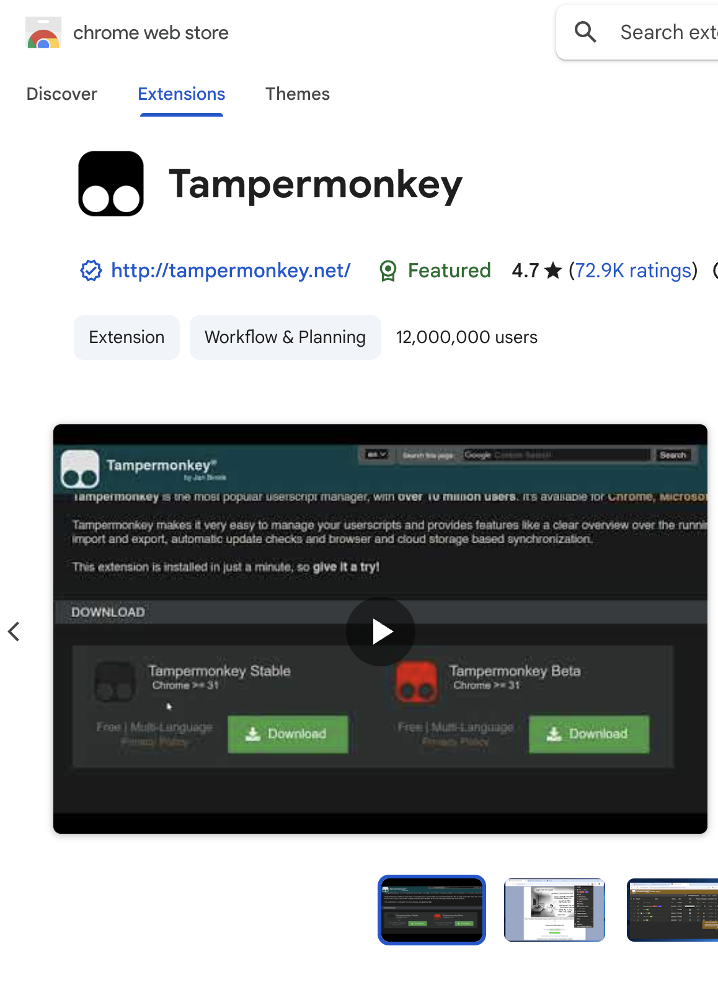 chrome web store
Search ext
Discover
Extensions
Themes
Tampermonkey
http://tampermonkey.net/
Featured
4.7★ (72.9K ratings)
Extension
Workflow & Planning
12,000,000 users
Tampermonkey®
by Jan Biniok
Search this page:
Google Custom Search
Search
Tampermonkey is the most popular userscript manager, with over 10 million users. It's available for Chrome, Microsof
Tampermonkey makes it very easy to manage your userscripts and provides features like a clear overview over the runnin
import and export, automatic update checks and browser and cloud storage based synchronization.
This extension is installed in just a minute, so give it a try!
DOWNLOAD
Tampermonkey Stable
Chrome >= 31
Free | Multi-Language
Privacy Policy
Download
Tampermonkey Beta
Chrome >= 31
Free | Multi-Language
Privacy Policy
Download